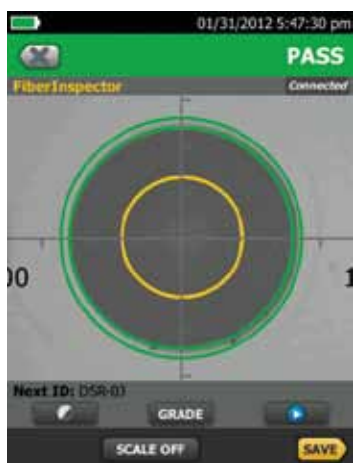 01/31/2012 5:47:30 pm
PASS
FiberInspector
Connected
00
1
Next ID: DSR-03
GRADE
SCALE OFF
SAVE